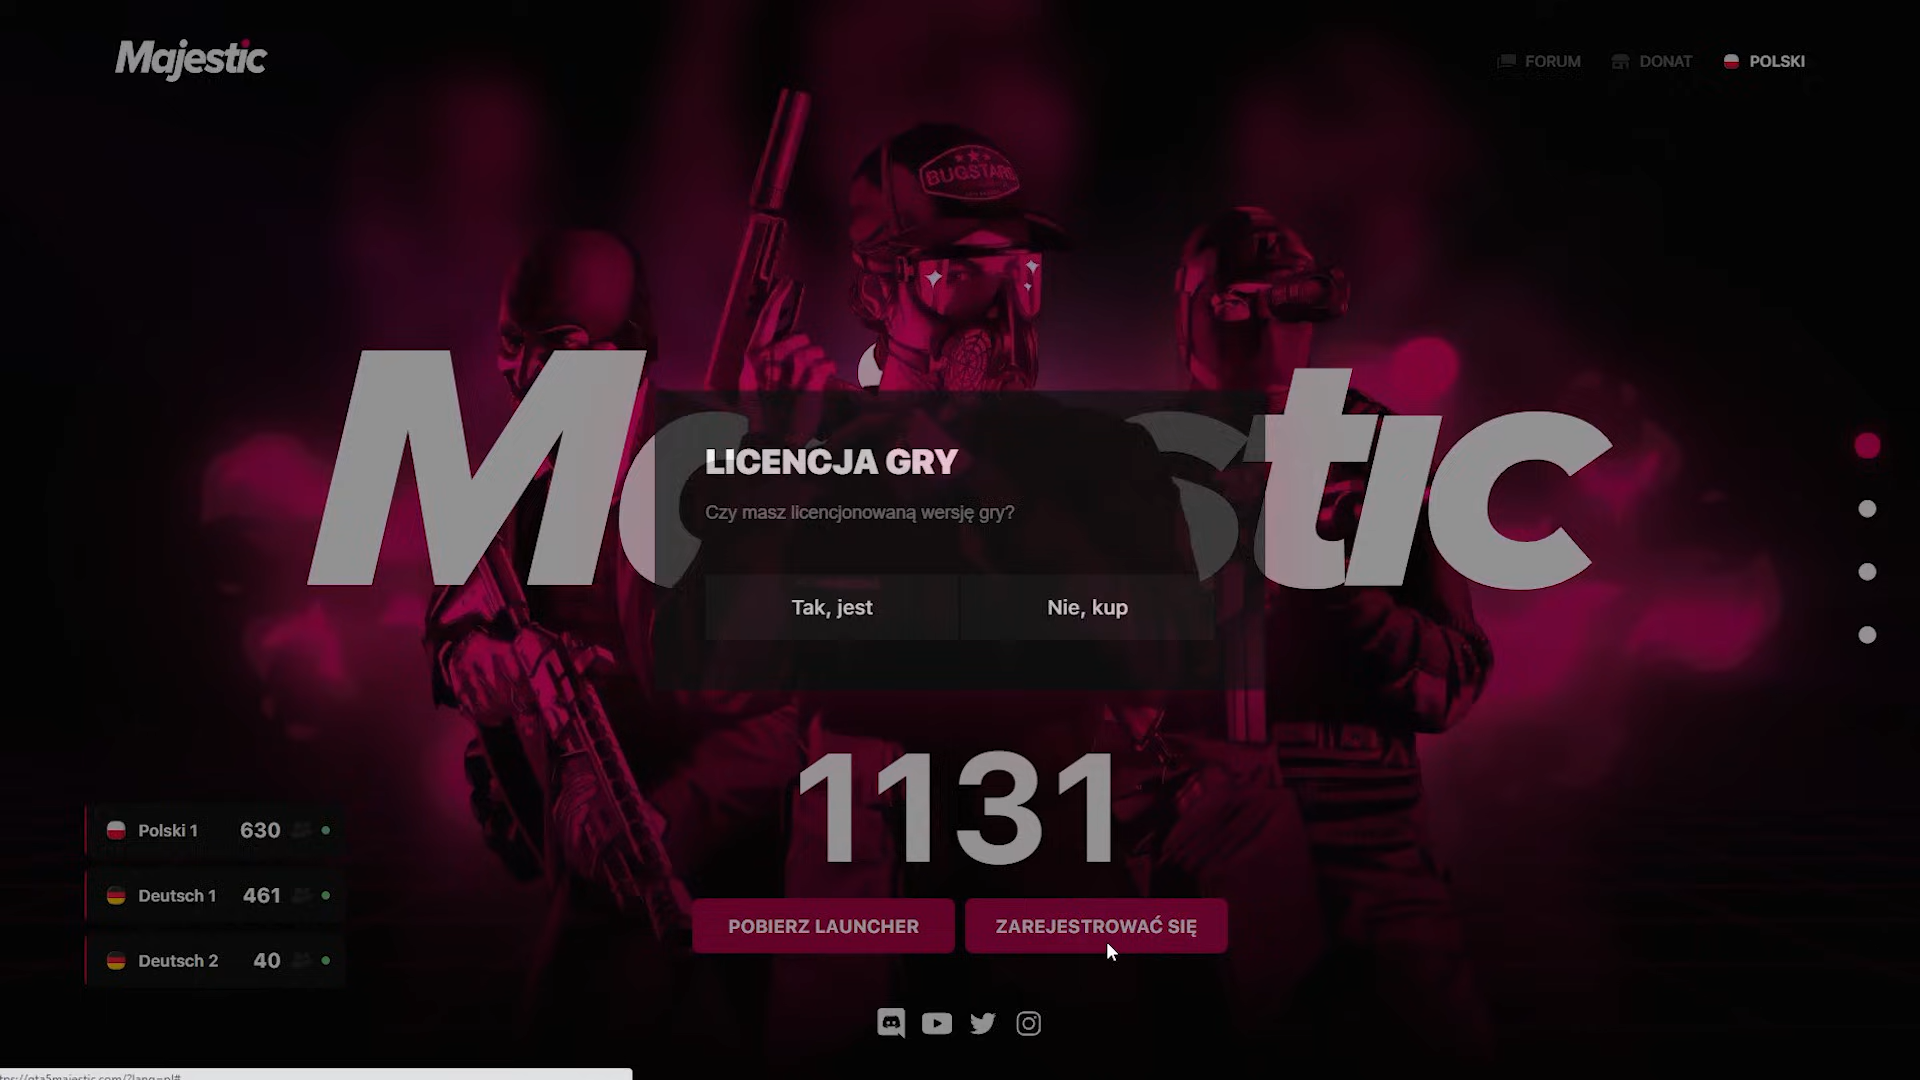 Majestic
FORUM
DONAT
POLSKI
BUGSTARS
LICENCJA GRY
Czy masz licencjonowaną wersję gry?
Tak, jest
Nie, kup
1131
Polski 1 630
Deutsch 1 461
Deutsch 2 40
POBIERZ LAUNCHER
ZAREJESTROWAĆ SIĘ